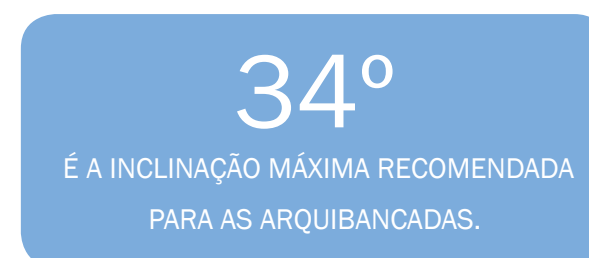 34º
É A INCLINAÇÃO MÁXIMA RECOMENDADA
PARA AS ARQUIBANCADAS.